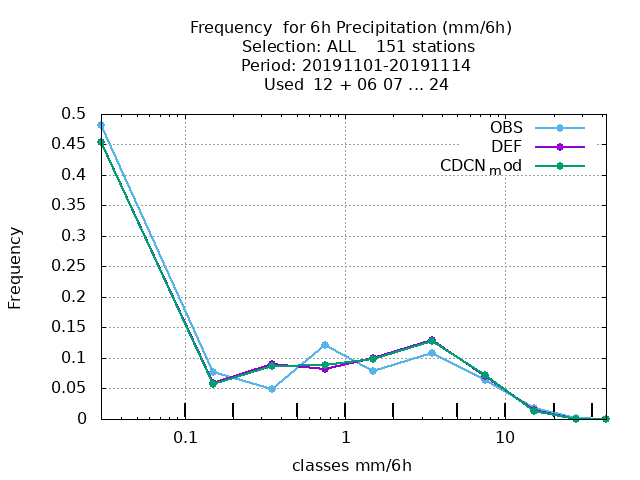 Frequency  for 6h Precipitation (mm/6h)
Selection: ALL    151 stations
Period: 20191101-20191114
Used  12 + 06 07 ... 24
OBS
DEF
CDCN_mod
Frequency
0.5
0.45
0.4
0.35
0.3
0.25
0.2
0.15
0.1
0.05
0
0.1
1
10
classes mm/6h